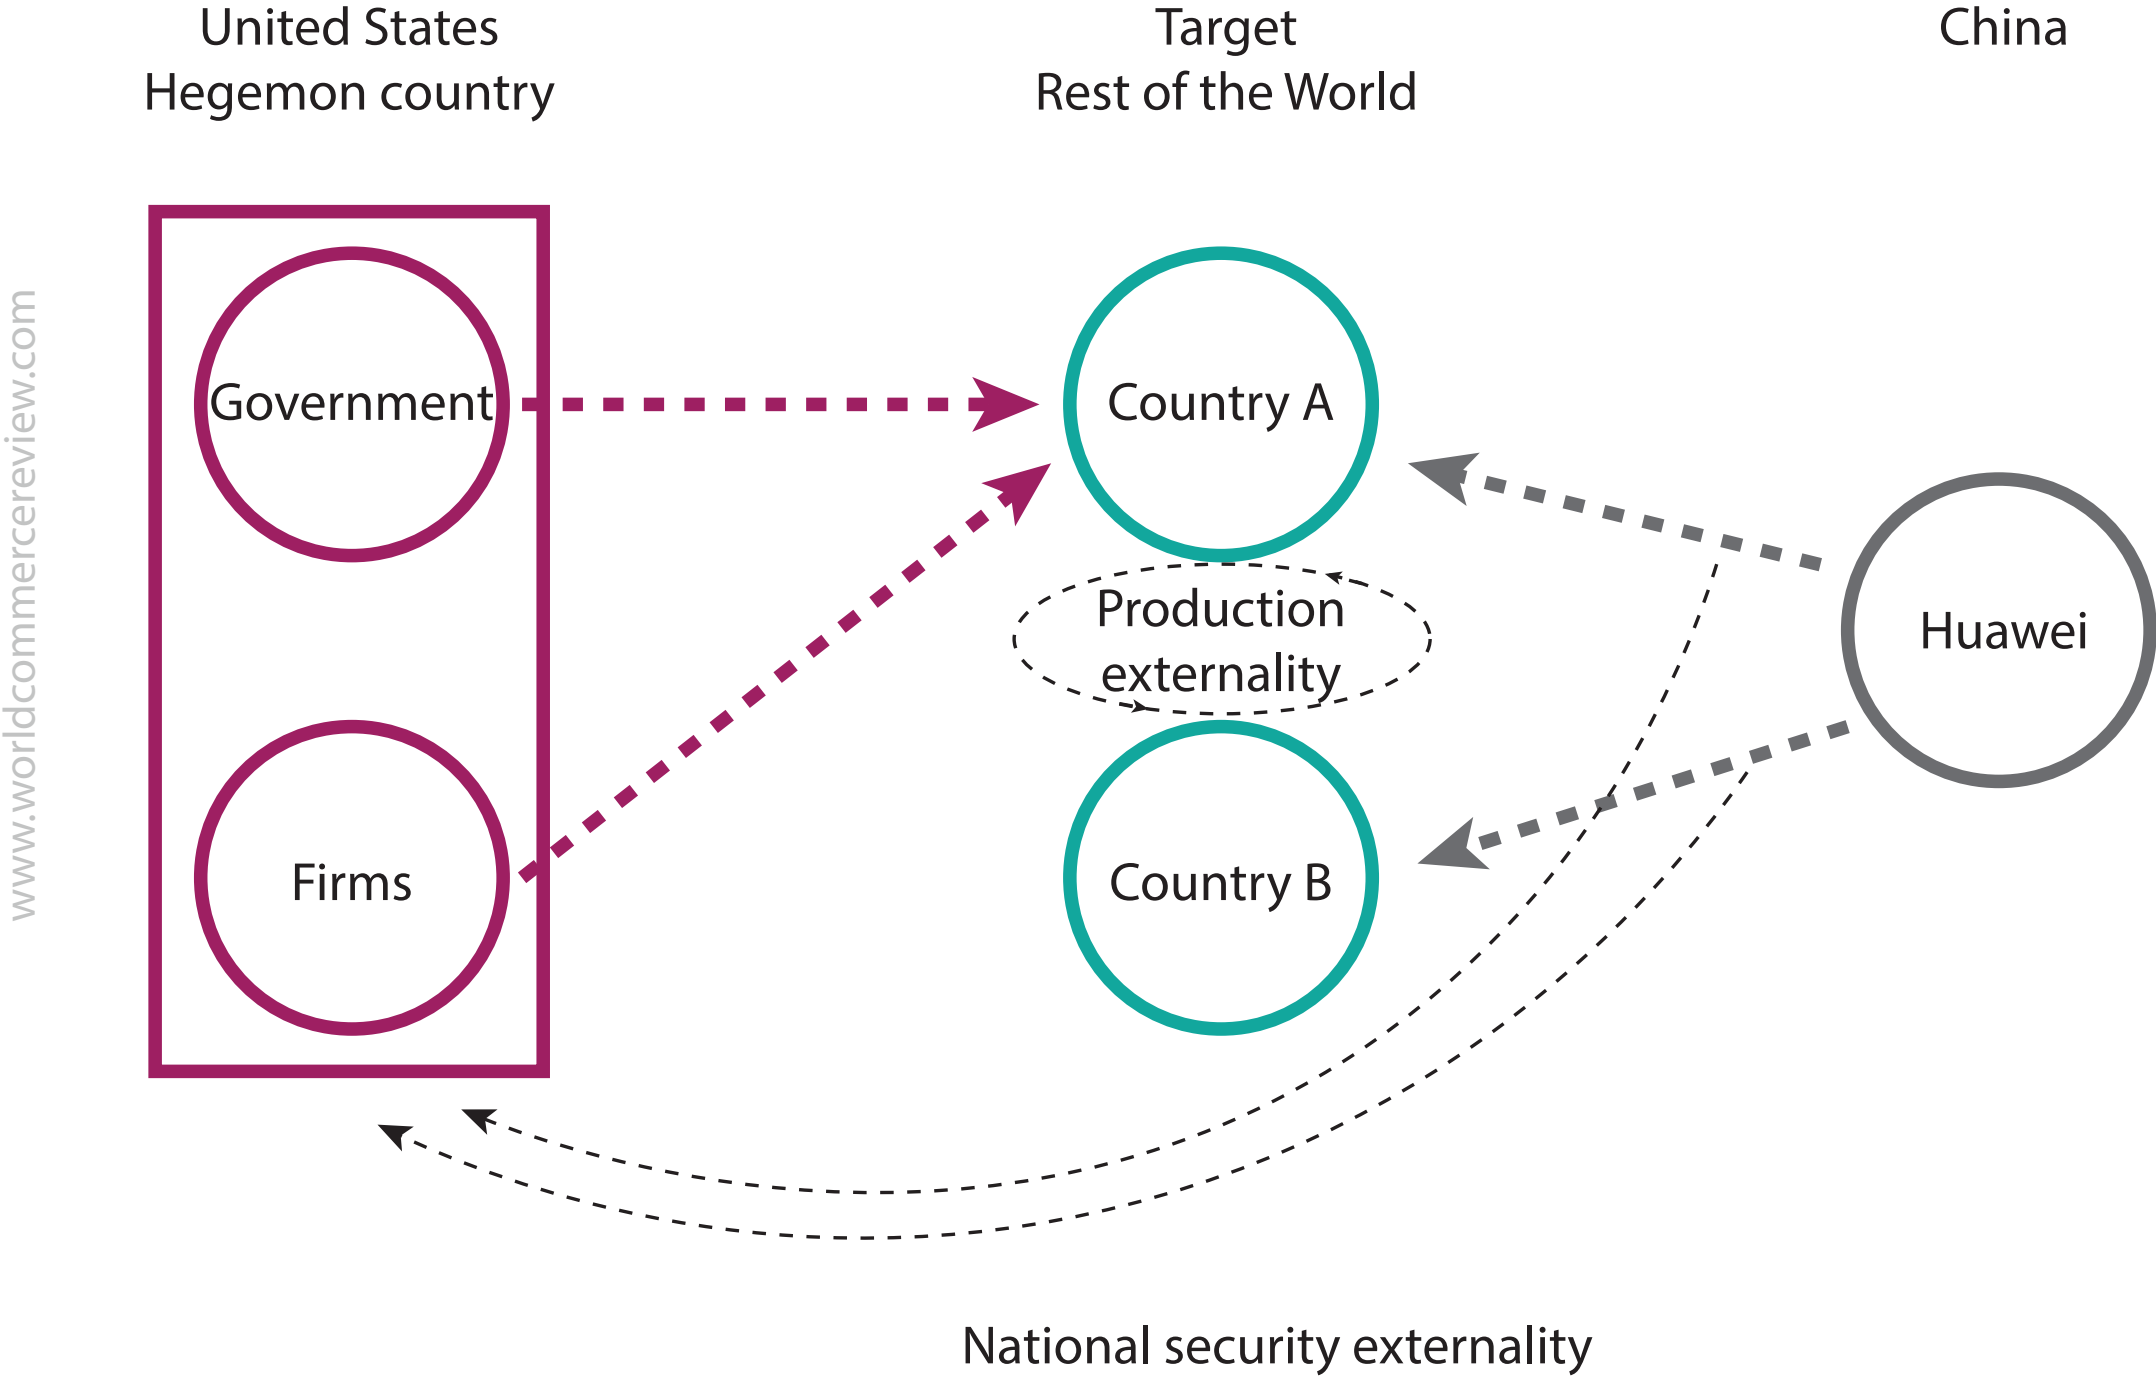 United States
Hegemon country
Target
Rest of the World
China
Government
Country A
Huawei
Production
externality
Firms
Country B
National security externality
www.worldcommercereview.com